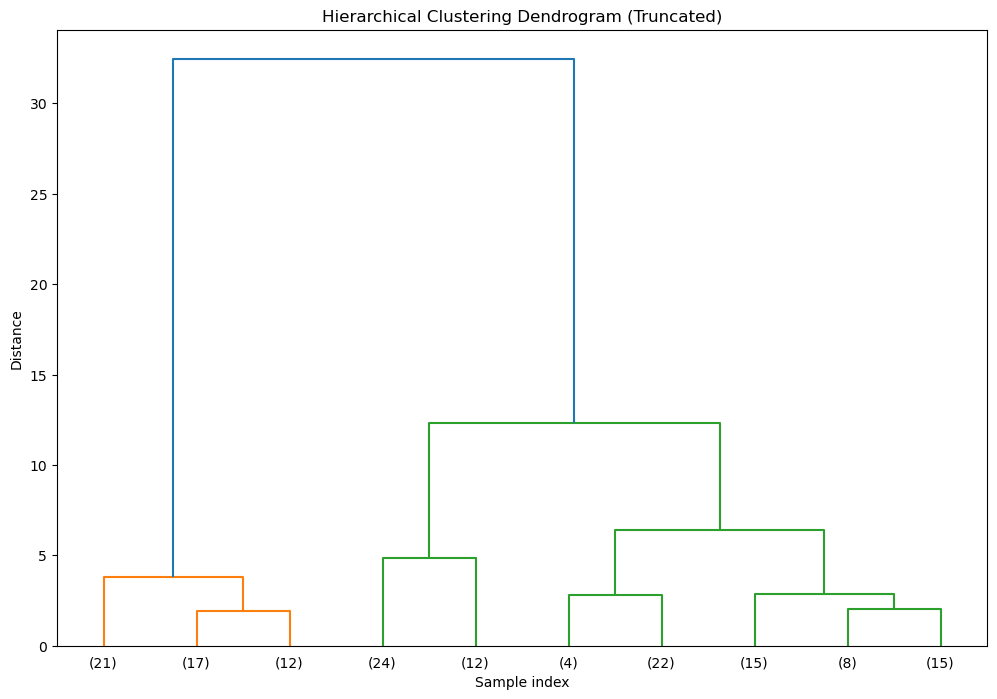 Hierarchical Clustering Dendrogram (Truncated)
30
25
20
15
10
5
0
Distance
(21) (17) (12) (24) (12) (4) (22) (15) (8) (15)
Sample index